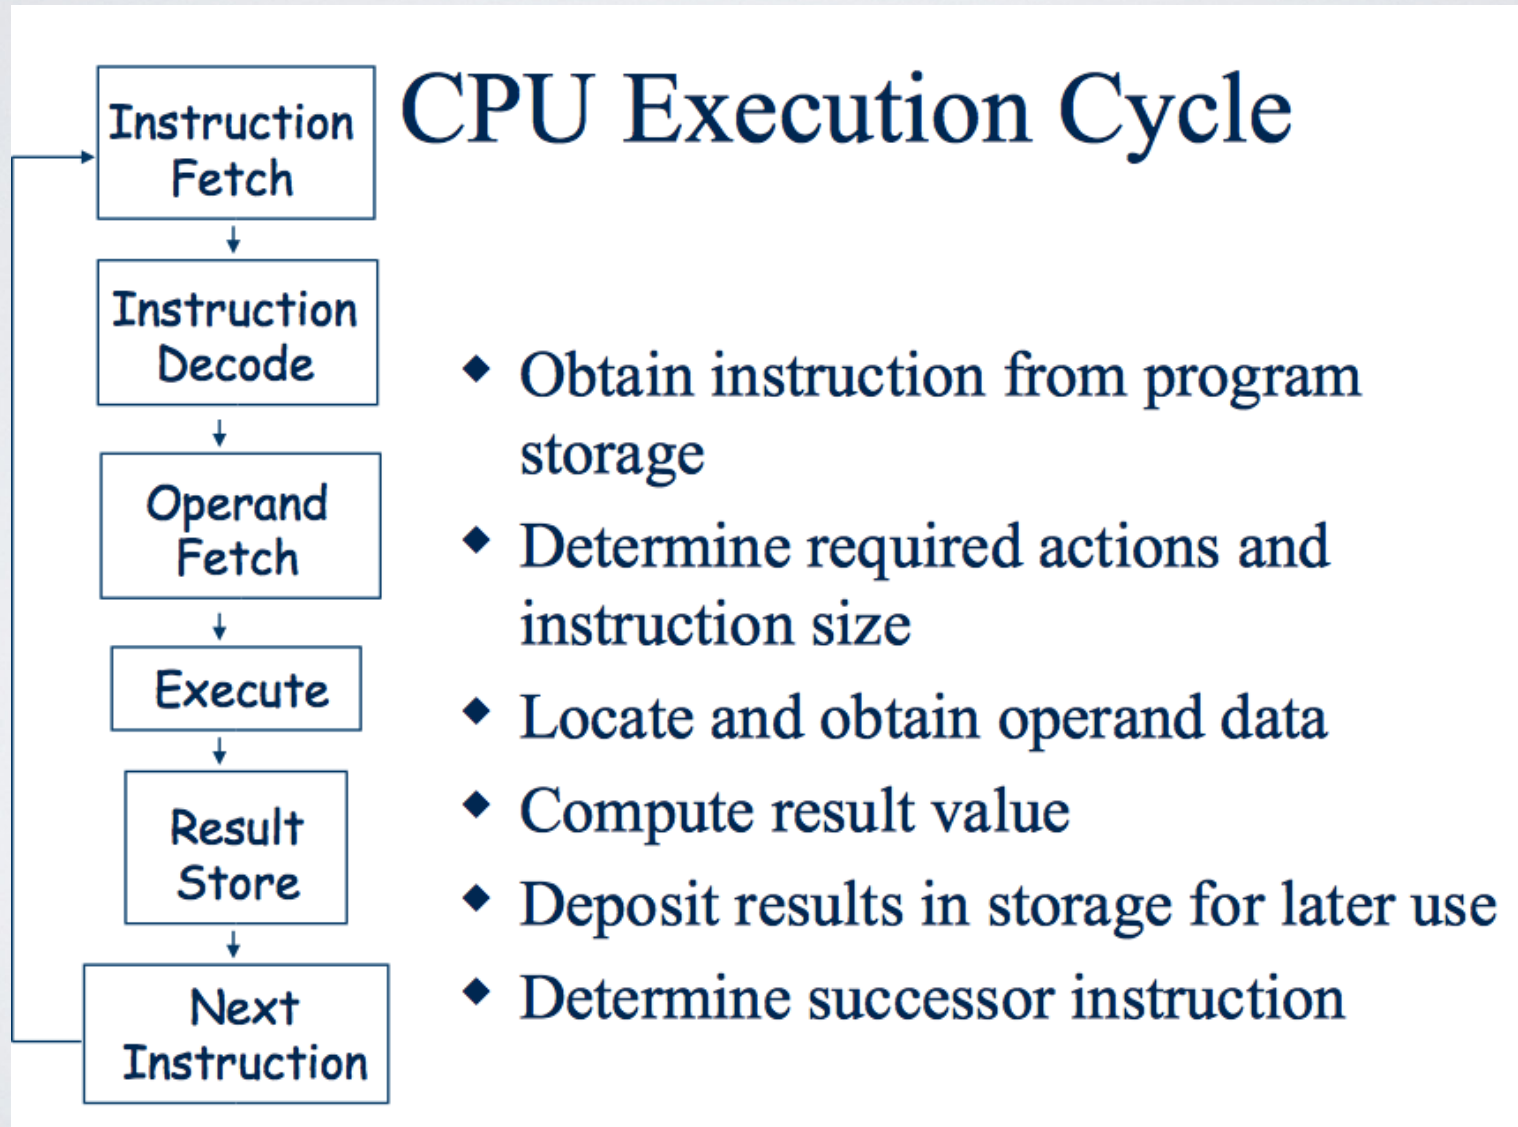 CPU Execution Cycle
Instruction
Fetch
Instruction
Decode
Operand
Fetch
Execute
Result
Store
Next
Instruction
◆ Obtain instruction from program
storage
◆ Determine required actions and
instruction size
◆ Locate and obtain operand data
◆ Compute result value
◆ Deposit results in storage for later use
◆ Determine successor instruction